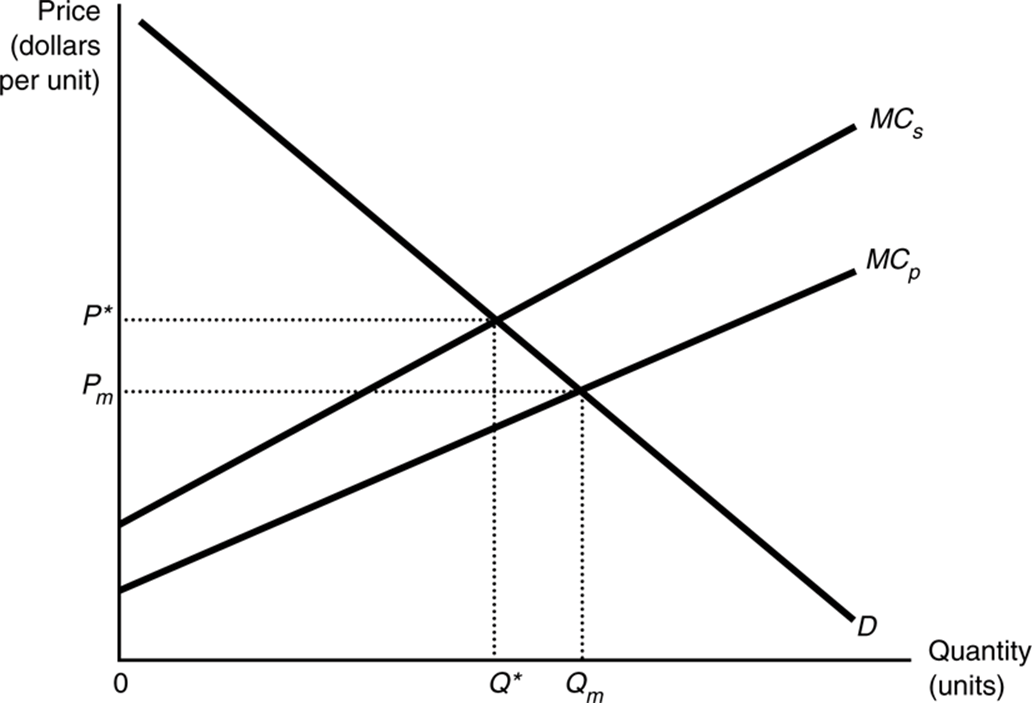 Price
(dollars
per unit)
MCs
MCp
P*
Pm
D
Quantity
(units)
0
Q*
Qm